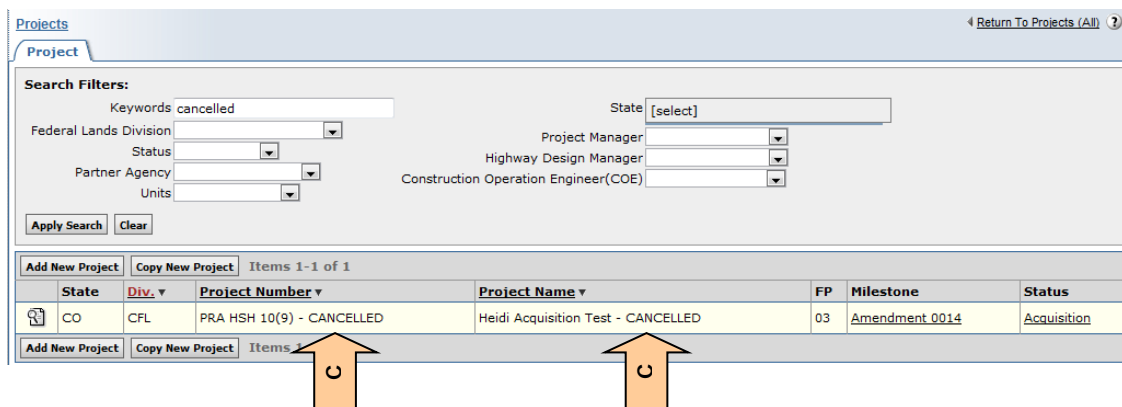 Projects
Return To Projects (All) ?
Project
Search Filters:
Keywords cancelled
State [select]
Federal Lands Division
Project Manager
Status
Highway Design Manager
Partner Agency
Construction Operation Engineer(COE)
Units
Apply Search Clear
Add New Project Copy New Project Items 1-1 of 1
State Div. Project Number Project Name FP Milestone Status
CO CFL PRA HSH 10(9) - CANCELLED Heidi Acquisition Test - CANCELLED 03 Amendment 0014 Acquisition
Add New Project Copy New Project Items 1
C C